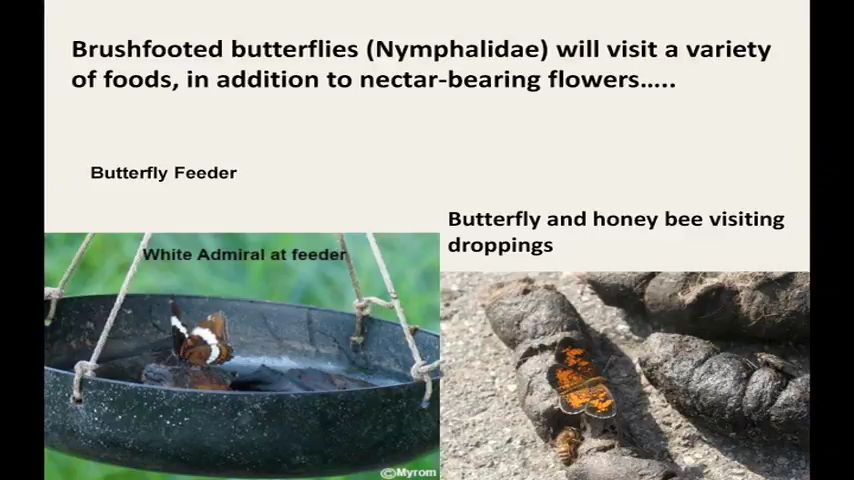 Brushfooted butterflies (Nymphalidae) will visit a variety
of foods, in addition to nectar-bearing flowers.....
Butterfly Feeder
Butterfly and honey bee visiting
droppings
White Admiral at feeder
©Myrom